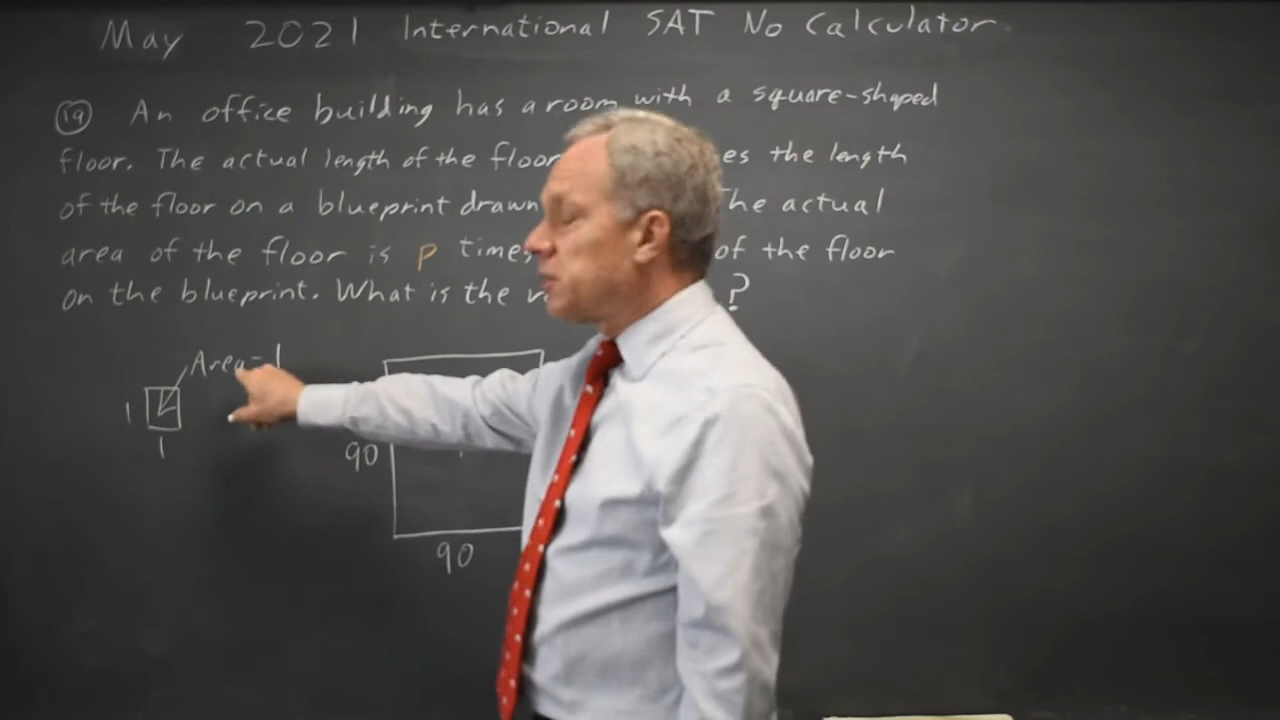 May 2021 International SAT No Calculator
19 An office building has a room with a square-shaped
floor. The actual length of the floor es the length
of the floor on a blueprint drawn The actual
area of the floor is p times of the floor
on the blueprint. What is the ?
Area=1
1
1
90
90